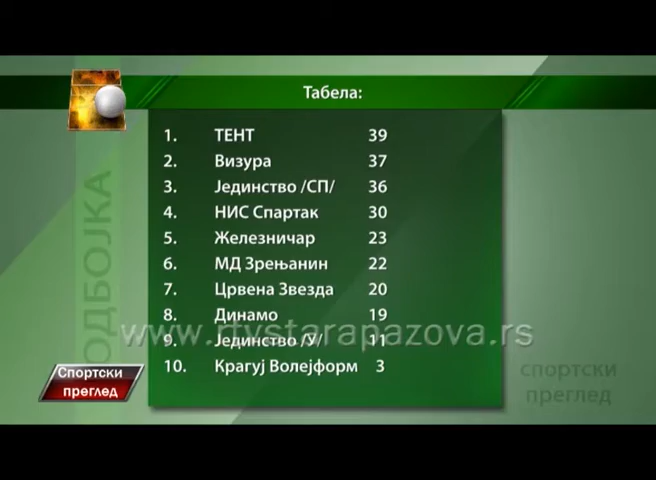 Табела:
1. ТЕНТ 39
2. Визура 37
3. Јединство /СП/ 36
4. НИС Спартак 30
5. Железничар 23
6. МД Зрењанин 22
7. Црвена Звезда 20
8. Динамо 19
www.rtvstarapazova.rs
9. Јединство /У/ 11
10. Крагуј Волејформ 3
ОДБОЈКА
Спортски
преглед
спортски
преглед